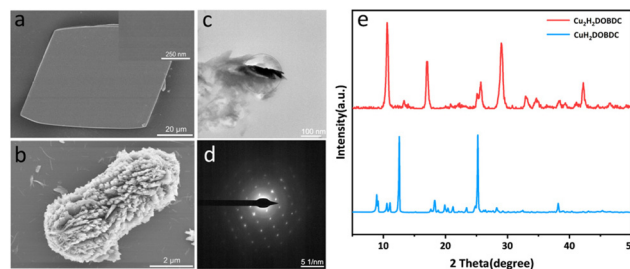 a
250 nm
20 µm
b
2 µm
c
100 nm
d
5 1/nm
e
Cu₂H₂DOBDC
CuH₂DOBDC
Intensity(a.u.)
10 20 30 40 50
2 Theta(degree)